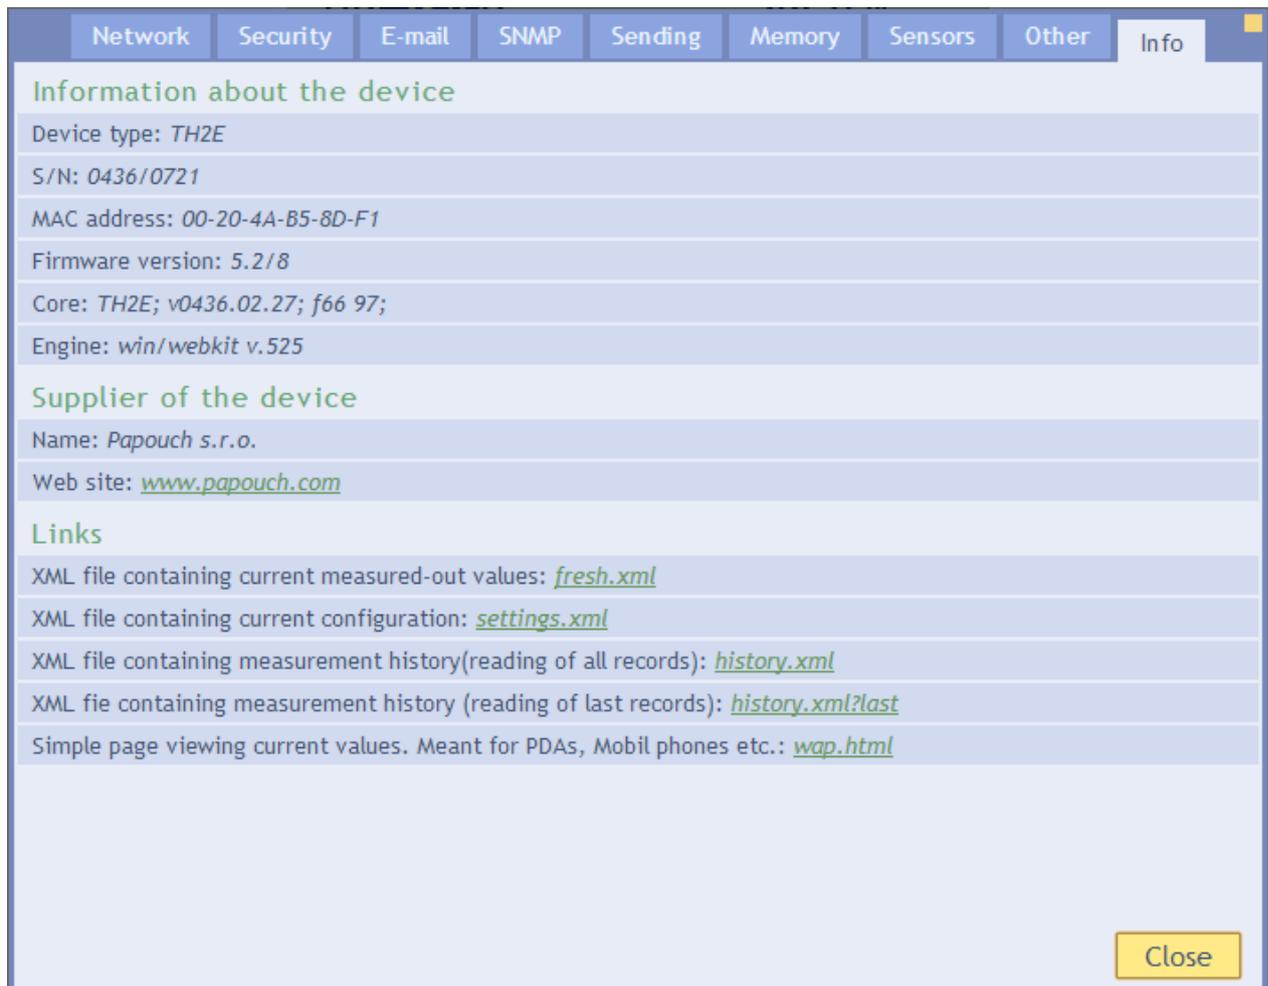 Network Security E-mail SNMP Sending Memory Sensors Other Info
Information about the device
Device type: TH2E
S/N: 0436/0721
MAC address: 00-20-4A-B5-8D-F1
Firmware version: 5.2/8
Core: TH2E; v0436.02.27; f66 97;
Engine: win/webkit v.525
Supplier of the device
Name: Papouch s.r.o.
Web site: www.papouch.com
Links
XML file containing current measured-out values: fresh.xml
XML file containing current configuration: settings.xml
XML file containing measurement history(reading of all records): history.xml
XML fie containing measurement history (reading of last records): history.xml?last
Simple page viewing current values. Meant for PDAs, Mobil phones etc.: wap.html
Close